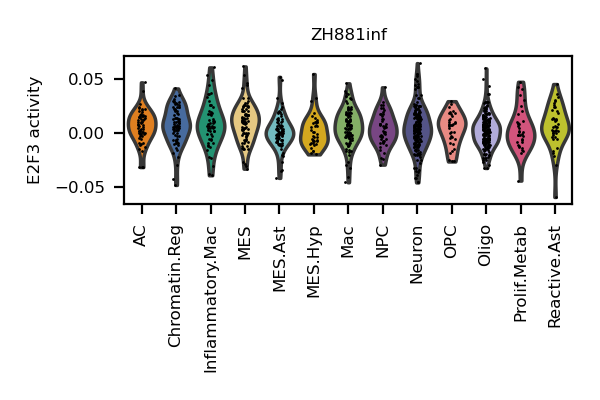 ZH881inf
E2F3 activity
0.05
0.00
−0.05
AC
Chromatin.Reg
Inflammatory.Mac
MES
MES.Ast
MES.Hyp
Mac
NPC
Neuron
OPC
Oligo
Prolif.Metab
Reactive.Ast